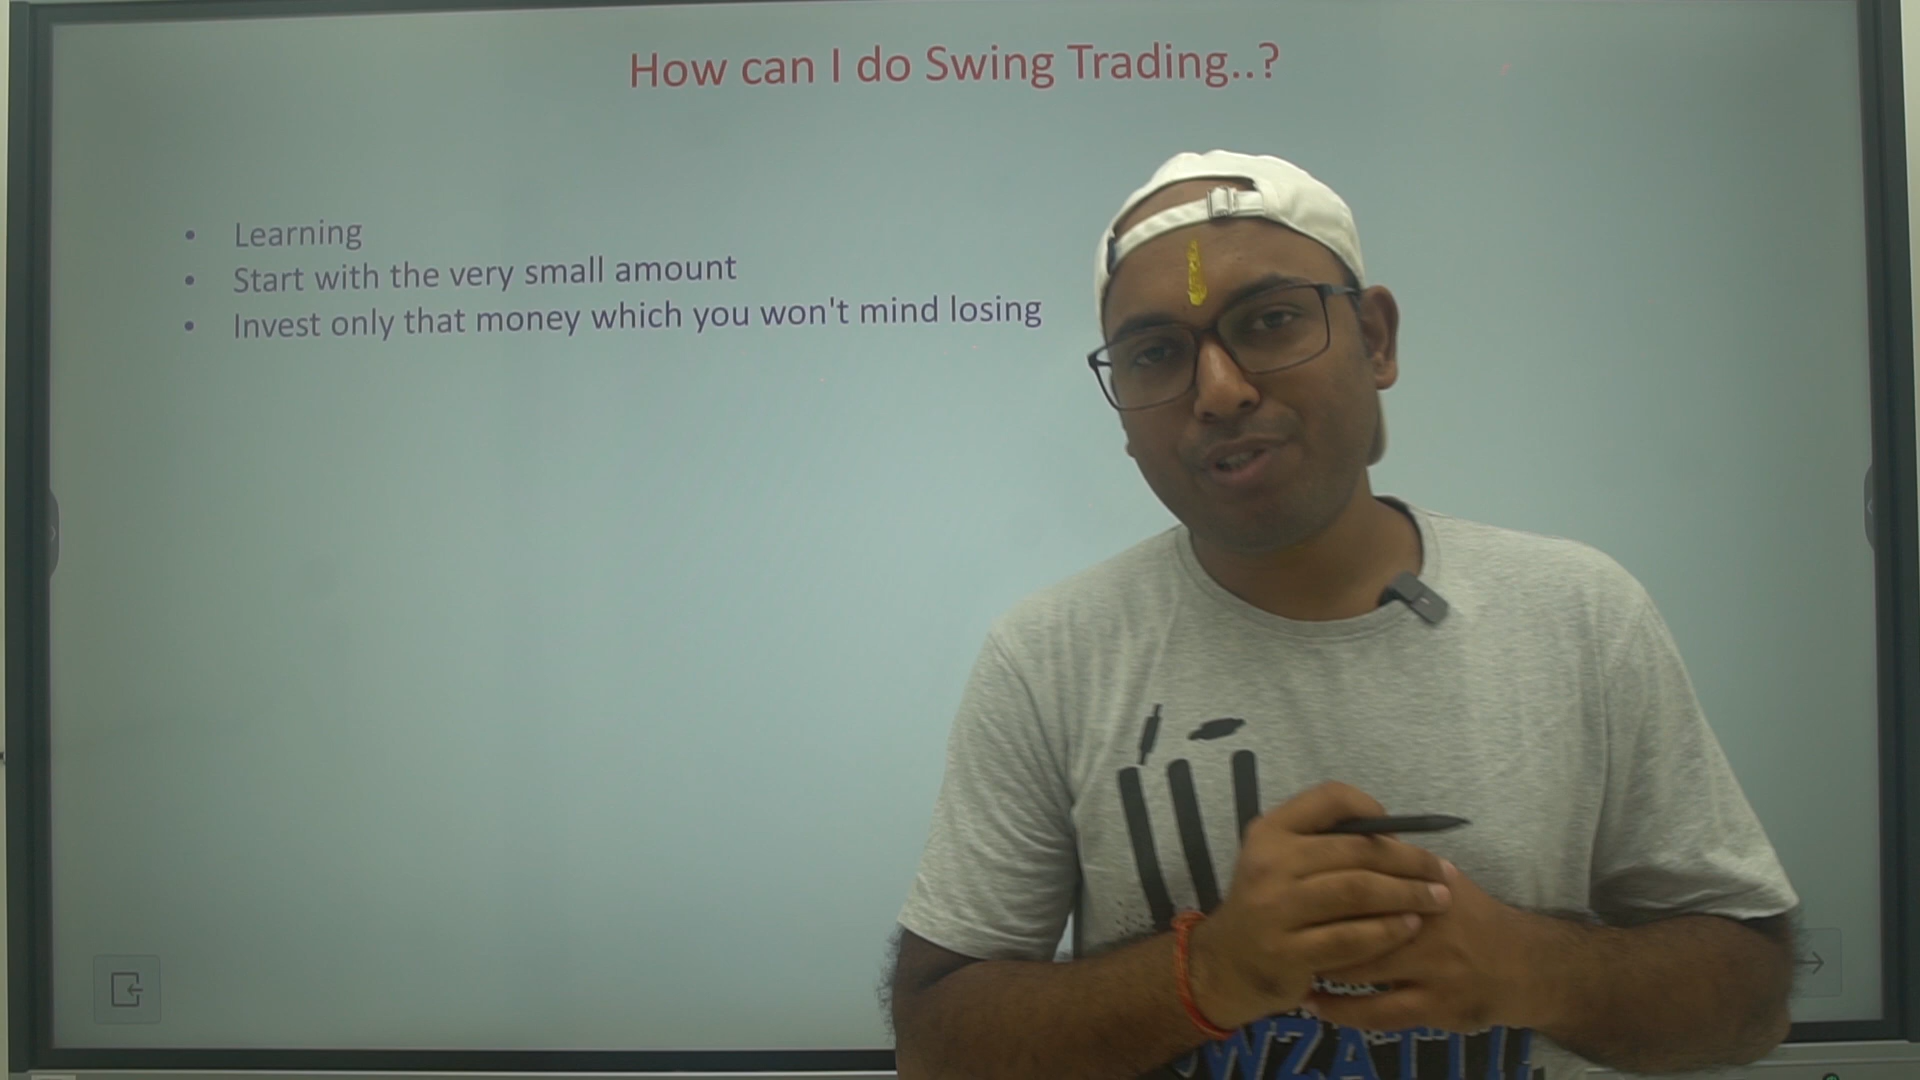 How can I do Swing Trading..?
• Learning
• Start with the very small amount
• Invest only that money which you won't mind losing